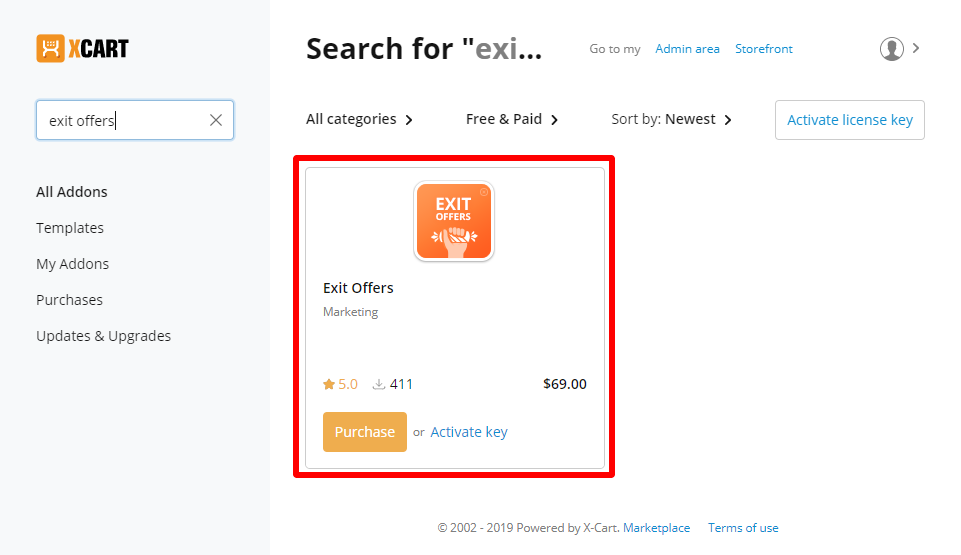 XCART
Search for "exi...
Go to my Admin area Storefront
exit offers
All categories
Free & Paid
Sort by: Newest
Activate license key
All Addons
Templates
My Addons
Purchases
Updates & Upgrades
EXIT
OFFERS
Exit Offers
Marketing
5.0 411 $69.00
Purchase or Activate key
© 2002 - 2019 Powered by X-Cart. Marketplace Terms of use